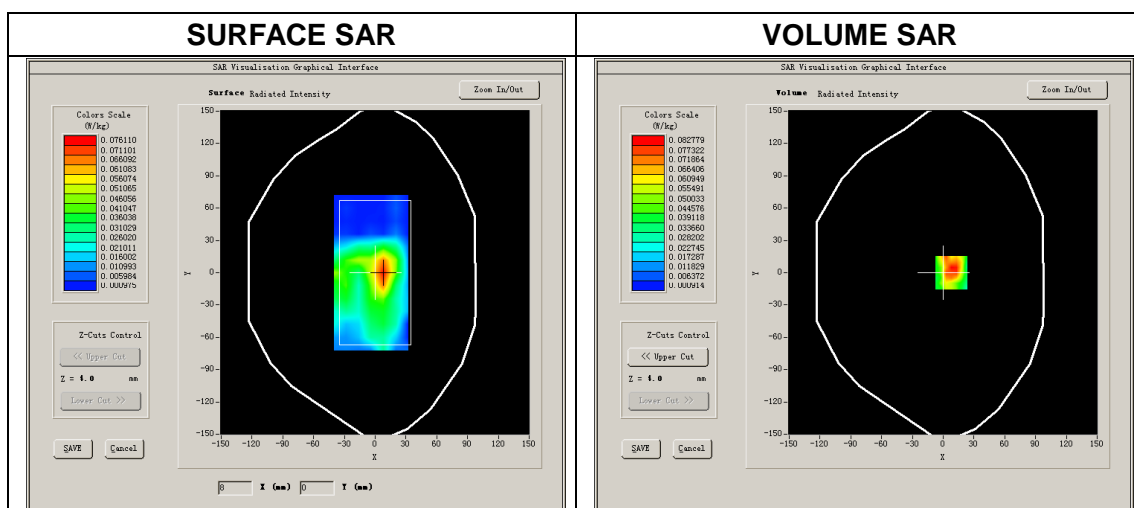 SURFACE SAR
VOLUME SAR
SAR Visualisation Graphical Interface
Surface Radiated Intensity
Zoom In/Out
Colors Scale
(W/kg)
0.076110
0.071101
0.066092
0.061083
0.056074
0.051065
0.046056
0.041047
0.036038
0.031029
0.026020
0.021011
0.016002
0.010993
0.005984
0.000975
Z-Cuts Control
<< Upper Cut
Z = 4.0 mm
Lower Cut >>
SAVE
Cancel
150
120
90
60
30
0
-30
-60
-90
-120
-150
Y
-150 -120 -90 -60 -30 0 30 60 90 120 150
X
8 X (mm) 0 Y (mm)
SAR Visualisation Graphical Interface
Volume Radiated Intensity
Zoom In/Out
Colors Scale
(W/kg)
0.082779
0.077322
0.071864
0.066406
0.060949
0.055491
0.050033
0.044576
0.039118
0.033660
0.028202
0.022745
0.017287
0.011829
0.006372
0.000914
Z-Cuts Control
<< Upper Cut
Z = 4.0 mm
Lower Cut >>
SAVE
Cancel
150
120
90
60
30
0
-30
-60
-90
-120
-150
Y
-150 -120 -90 -60 -30 0 30 60 90 120 150
X